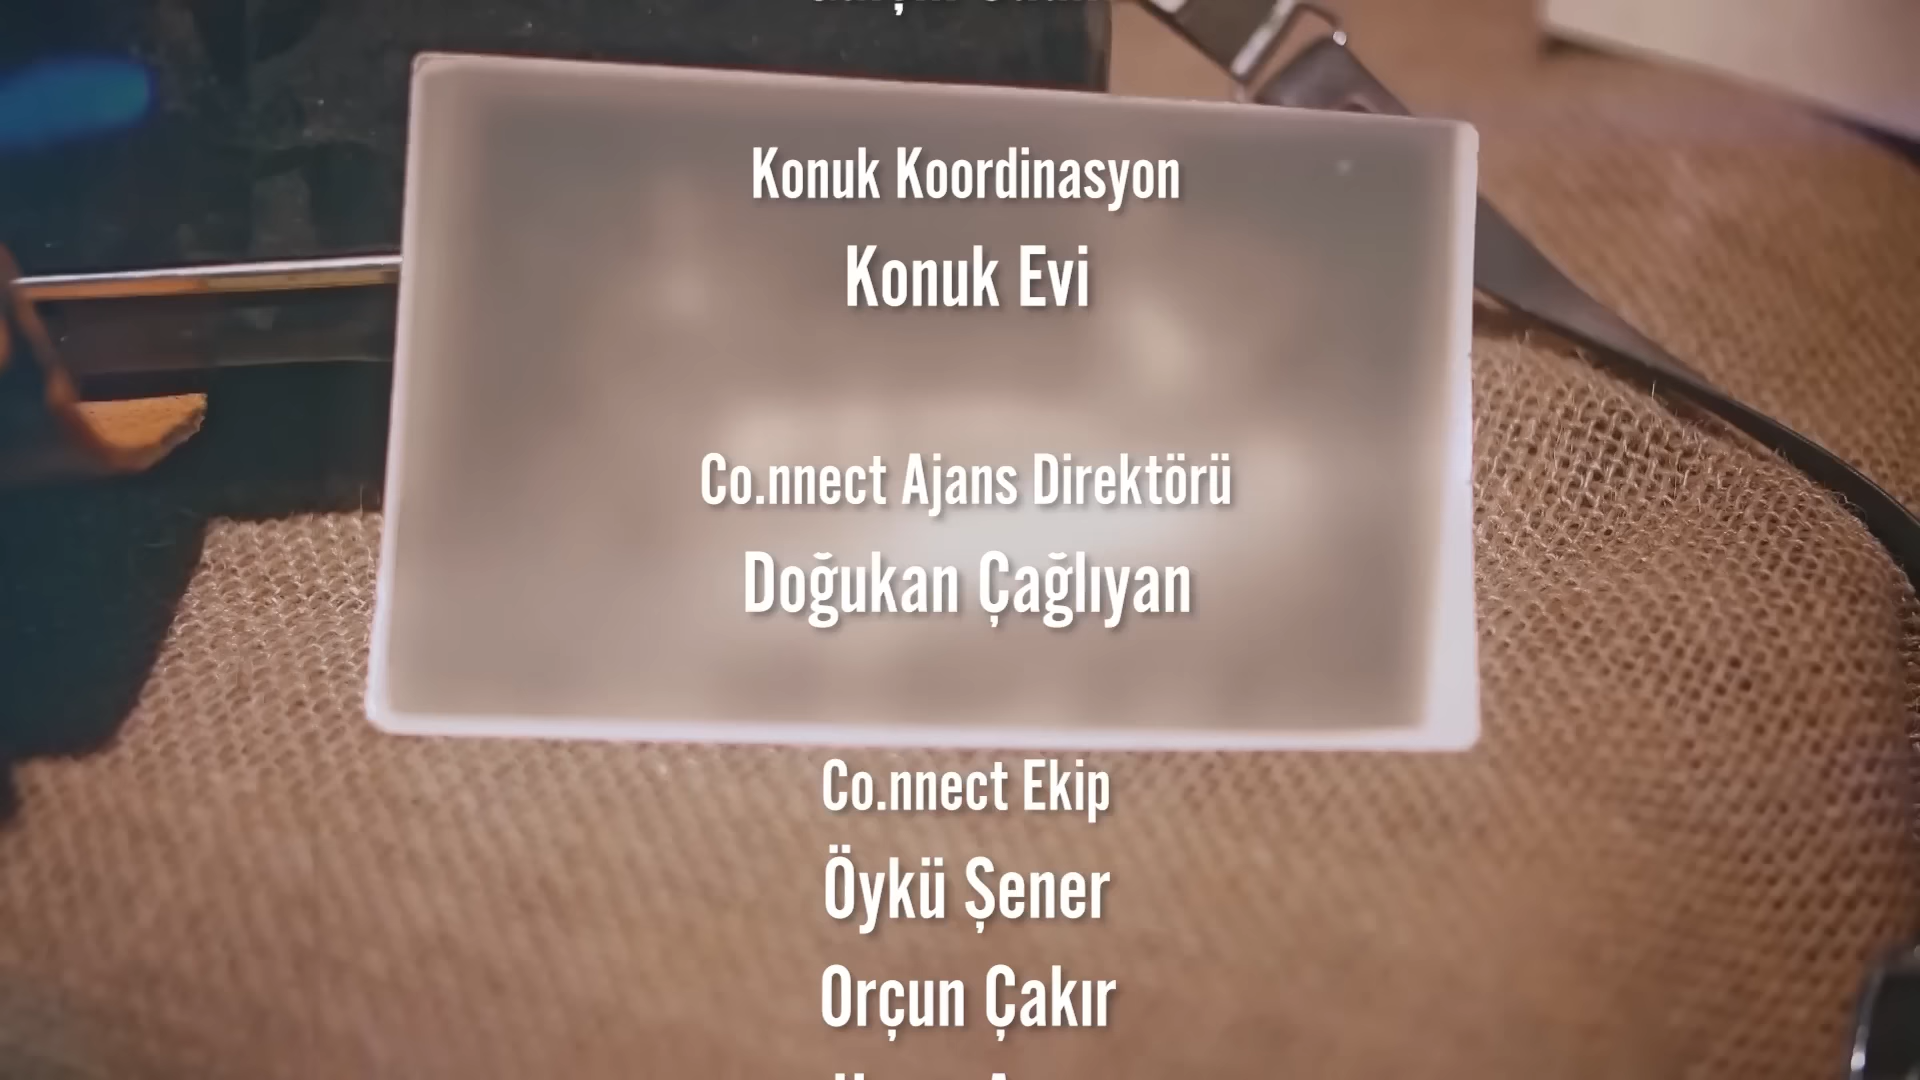 Konuk Koordinasyon
Konuk Evi
Co.nnect Ajans Direktörü
Doğukan Çağlıyan
Co.nnect Ekip
Öykü Şener
Orçun Çakır